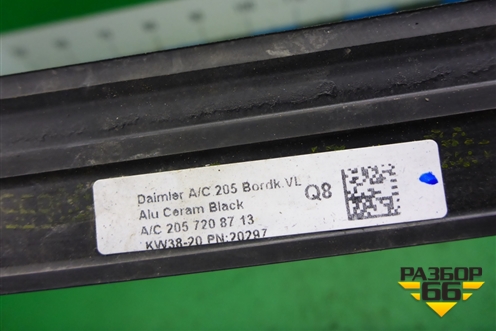 Daimler A/C 205 Bordk.VL
Alu Ceram Black
A/C 205 720 87 13
KW38-20 PN:20297
Q8
РАЗБОР
66